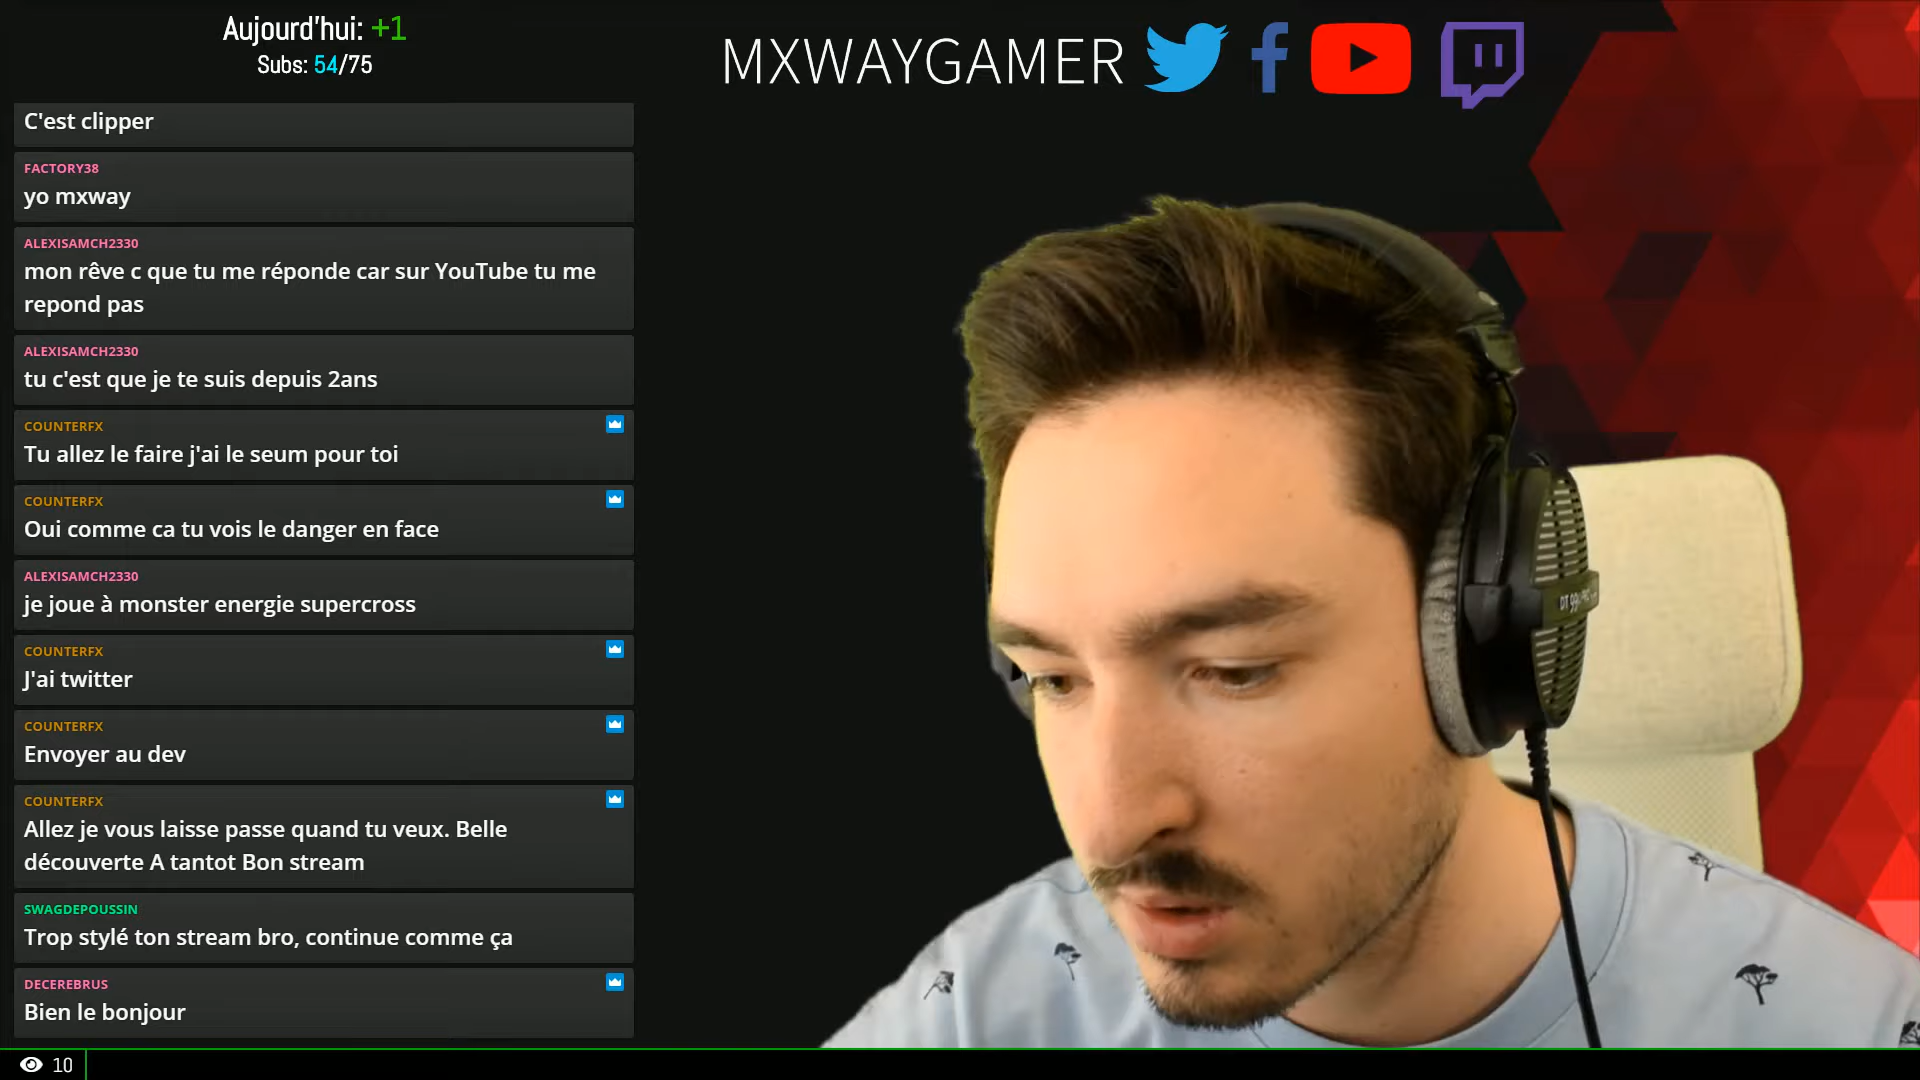 Aujourd'hui: +1
Subs: 54/75
MXWAYGAMER
C'est clipper
FACTORY38
yo mxway
ALEXISAMCH2330
mon rêve c que tu me réponde car sur YouTube tu me
repond pas
ALEXISAMCH2330
tu c'est que je te suis depuis 2ans
COUNTERFX
Tu allez le faire j'ai le seum pour toi
COUNTERFX
Oui comme ca tu vois le danger en face
ALEXISAMCH2330
je joue à monster energie supercross
COUNTERFX
J'ai twitter
COUNTERFX
Envoyer au dev
COUNTERFX
Allez je vous laisse passe quand tu veux. Belle
découverte A tantot Bon stream
SWAGDEPOUSSIN
Trop stylé ton stream bro, continue comme ça
DECEREBRUS
Bien le bonjour
10
DT 990